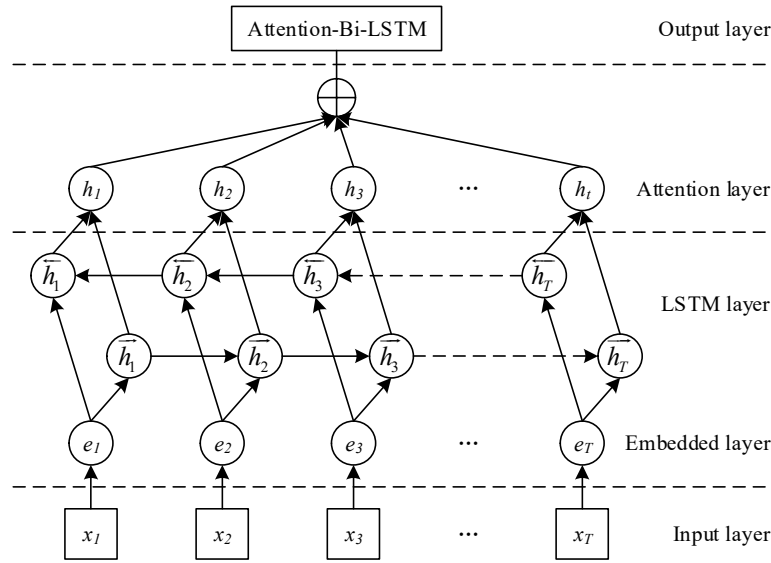 Attention-Bi-LSTM Output layer
h1 h2 h3 ... ht Attention layer
←h1 ←h2 ←h3 ←hT
LSTM layer
→h1 →h2 →h3 →hT
e1 e2 e3 ... eT Embedded layer
x1 x2 x3 ... xT Input layer